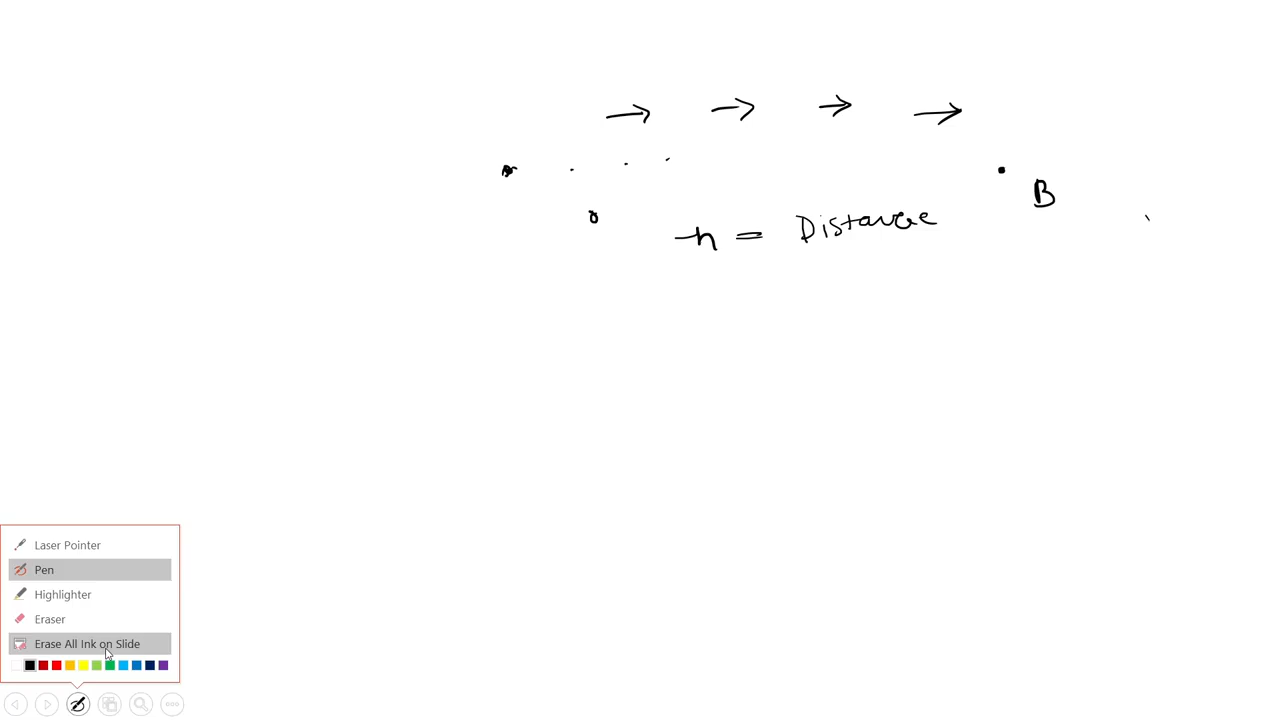 → → → →
B
n = Distance
Laser Pointer
Pen
Highlighter
Eraser
Erase All Ink on Slide